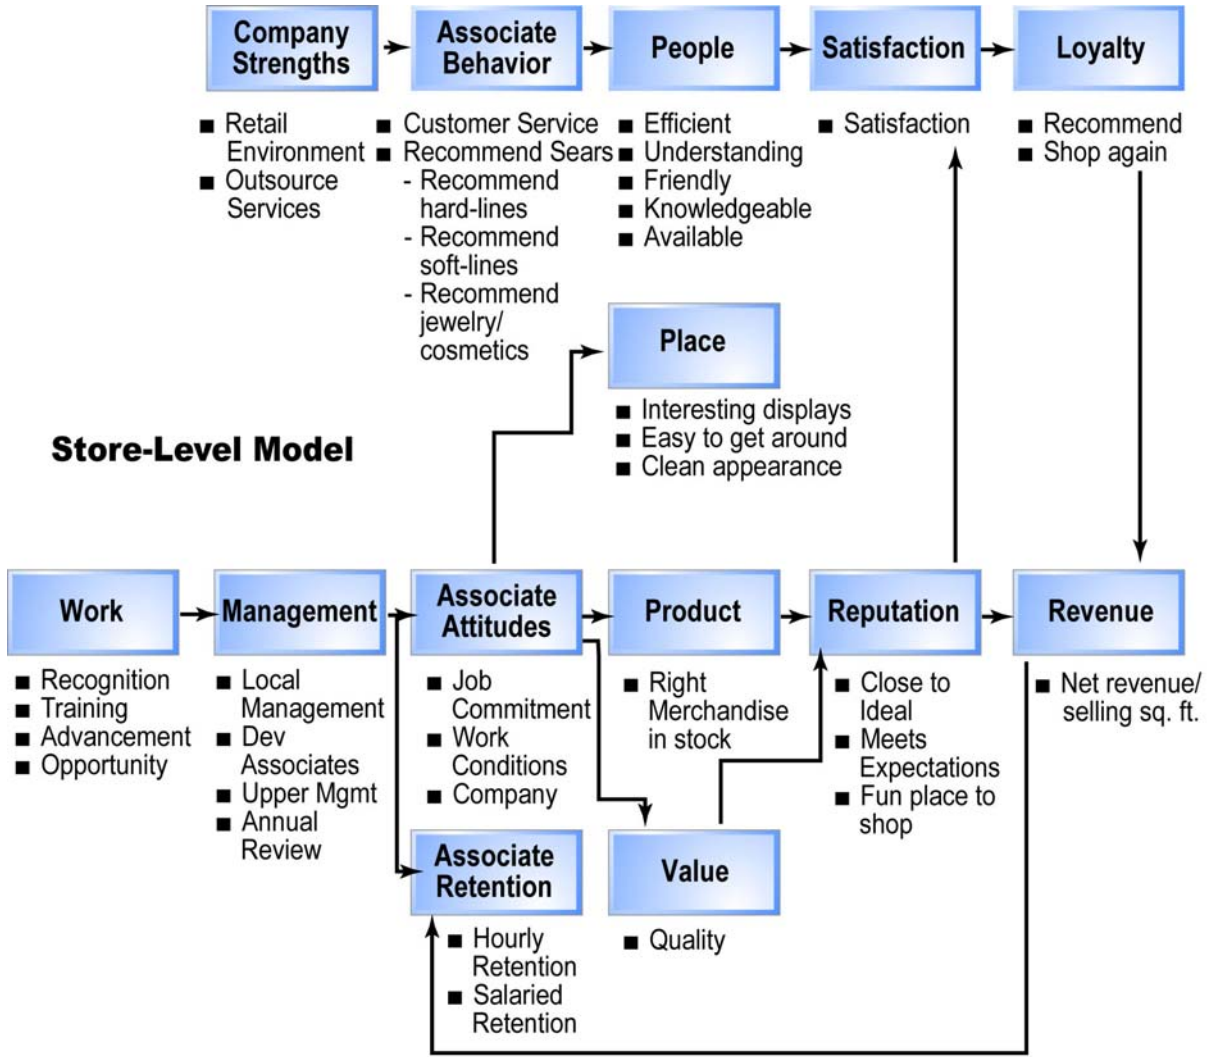 Company
Strengths
Associate
Behavior
People
Satisfaction
Loyalty
■ Retail
Environment
■ Outsource
Services
■ Customer Service
■ Recommend Sears
- Recommend
hard-lines
- Recommend
soft-lines
- Recommend
jewelry/
cosmetics
■ Efficient
■ Understanding
■ Friendly
■ Knowledgeable
■ Available
■ Satisfaction
■ Recommend
■ Shop again
Place
■ Interesting displays
■ Easy to get around
■ Clean appearance
Store-Level Model
Work
Management
Associate
Attitudes
Product
Reputation
Revenue
■ Recognition
■ Training
■ Advancement
■ Opportunity
■ Local
Management
■ Dev
Associates
■ Upper Mgmt
■ Annual
Review
■ Job
Commitment
■ Work
Conditions
■ Company
■ Right
Merchandise
in stock
■ Close to
Ideal
■ Meets
Expectations
■ Fun place to
shop
■ Net revenue/
selling sq. ft.
Associate
Retention
Value
■ Hourly
Retention
■ Salaried
Retention
■ Quality